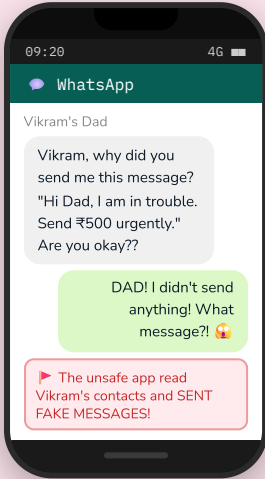 09:20 4G
WhatsApp
Vikram's Dad
Vikram, why did you
send me this message?
"Hi Dad, I am in trouble.
Send ₹500 urgently."
Are you okay??
DAD! I didn't send
anything! What
message?! 😱
🚩 The unsafe app read
Vikram's contacts and SENT
FAKE MESSAGES!